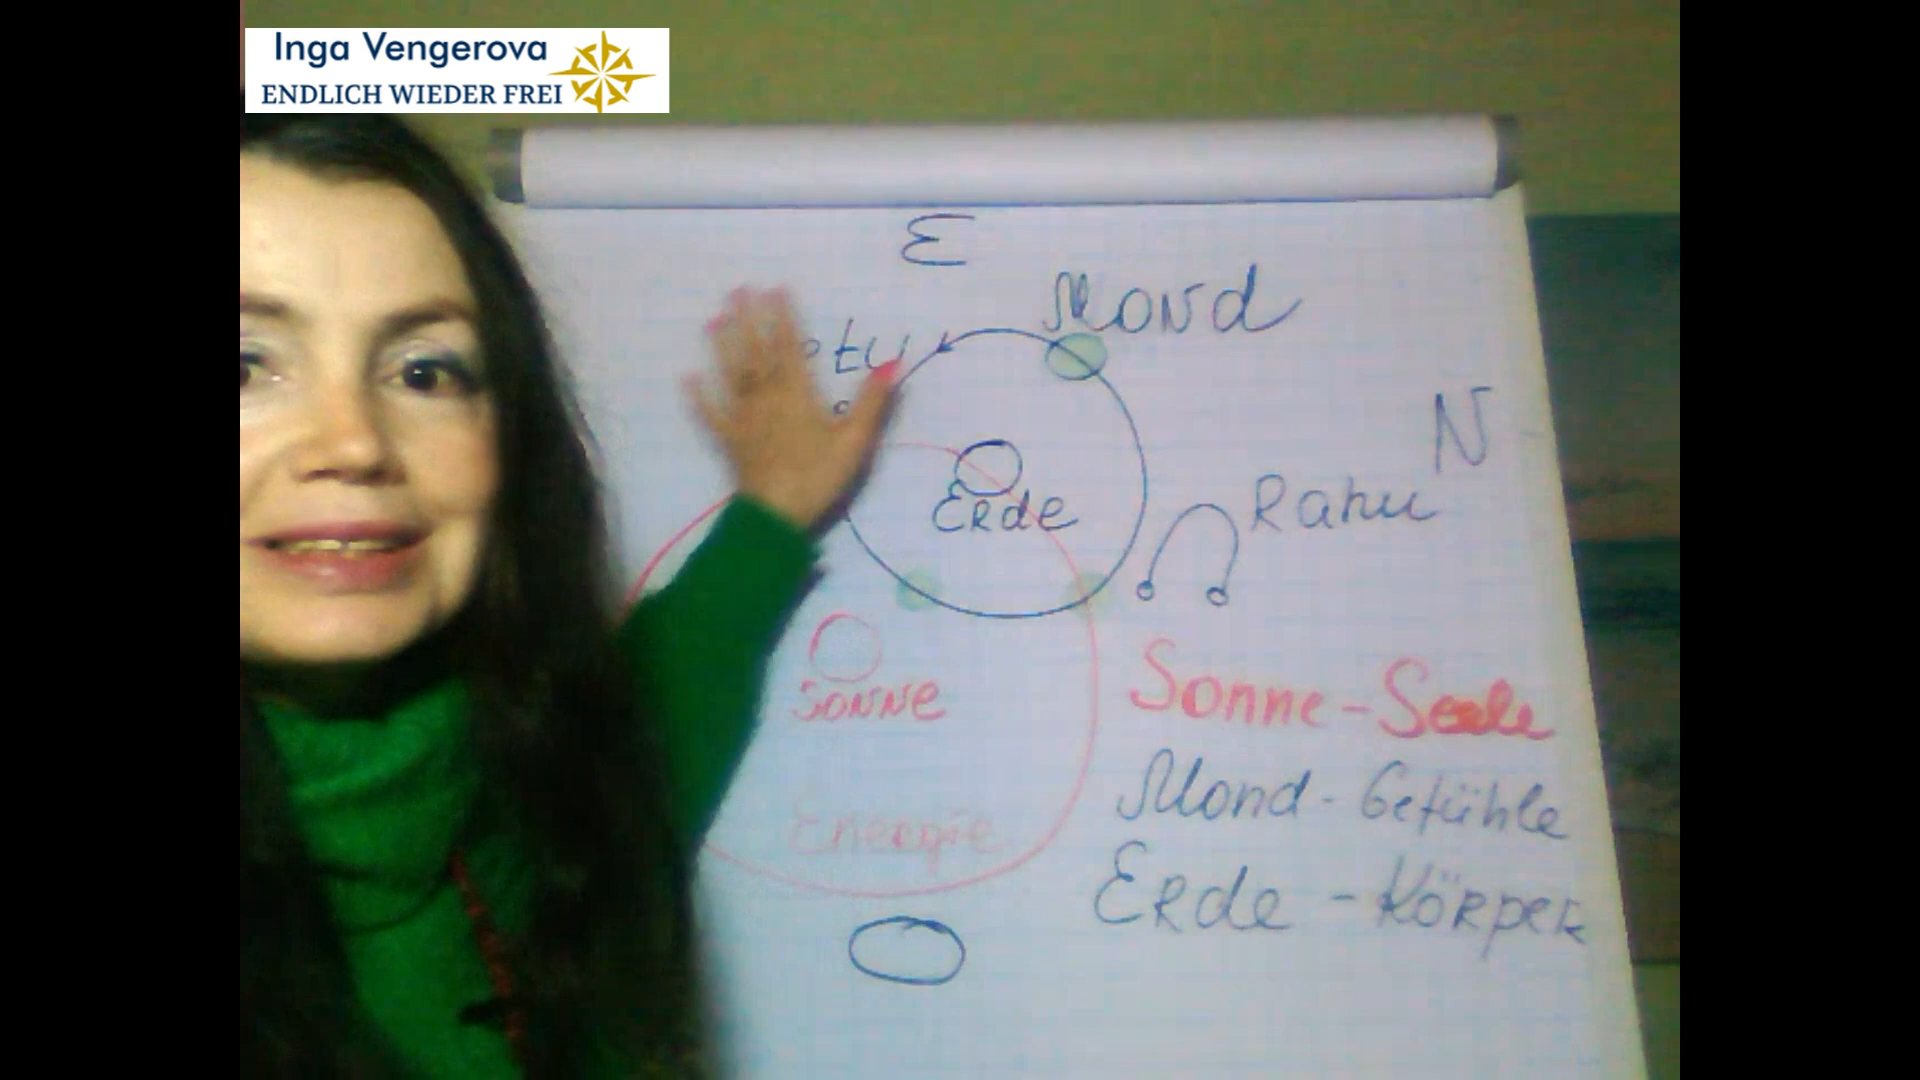 Inga Vengerova
ENDLICH WIEDER FREI
E
Mond
N
Erde
Rahu
Sonne
Sonne - Seele
Mond - Gefühle
Energie
Erde - Körper